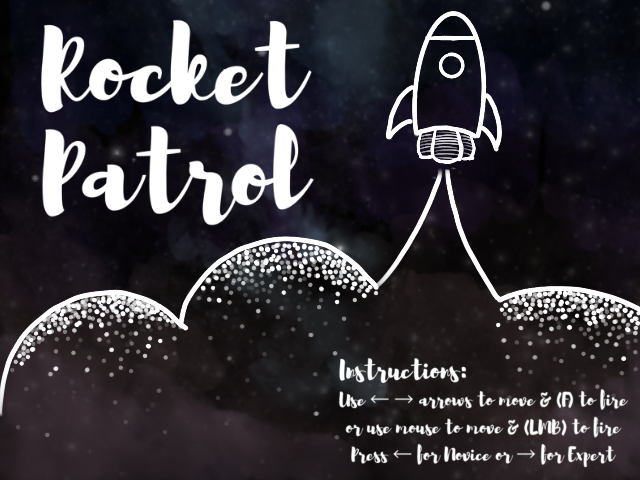 Rocket
Patrol
Instructions:
Use ← → arrows to move & (F) to fire
or use mouse to move & (LMB) to fire
Press ← for Novice or → for Expert